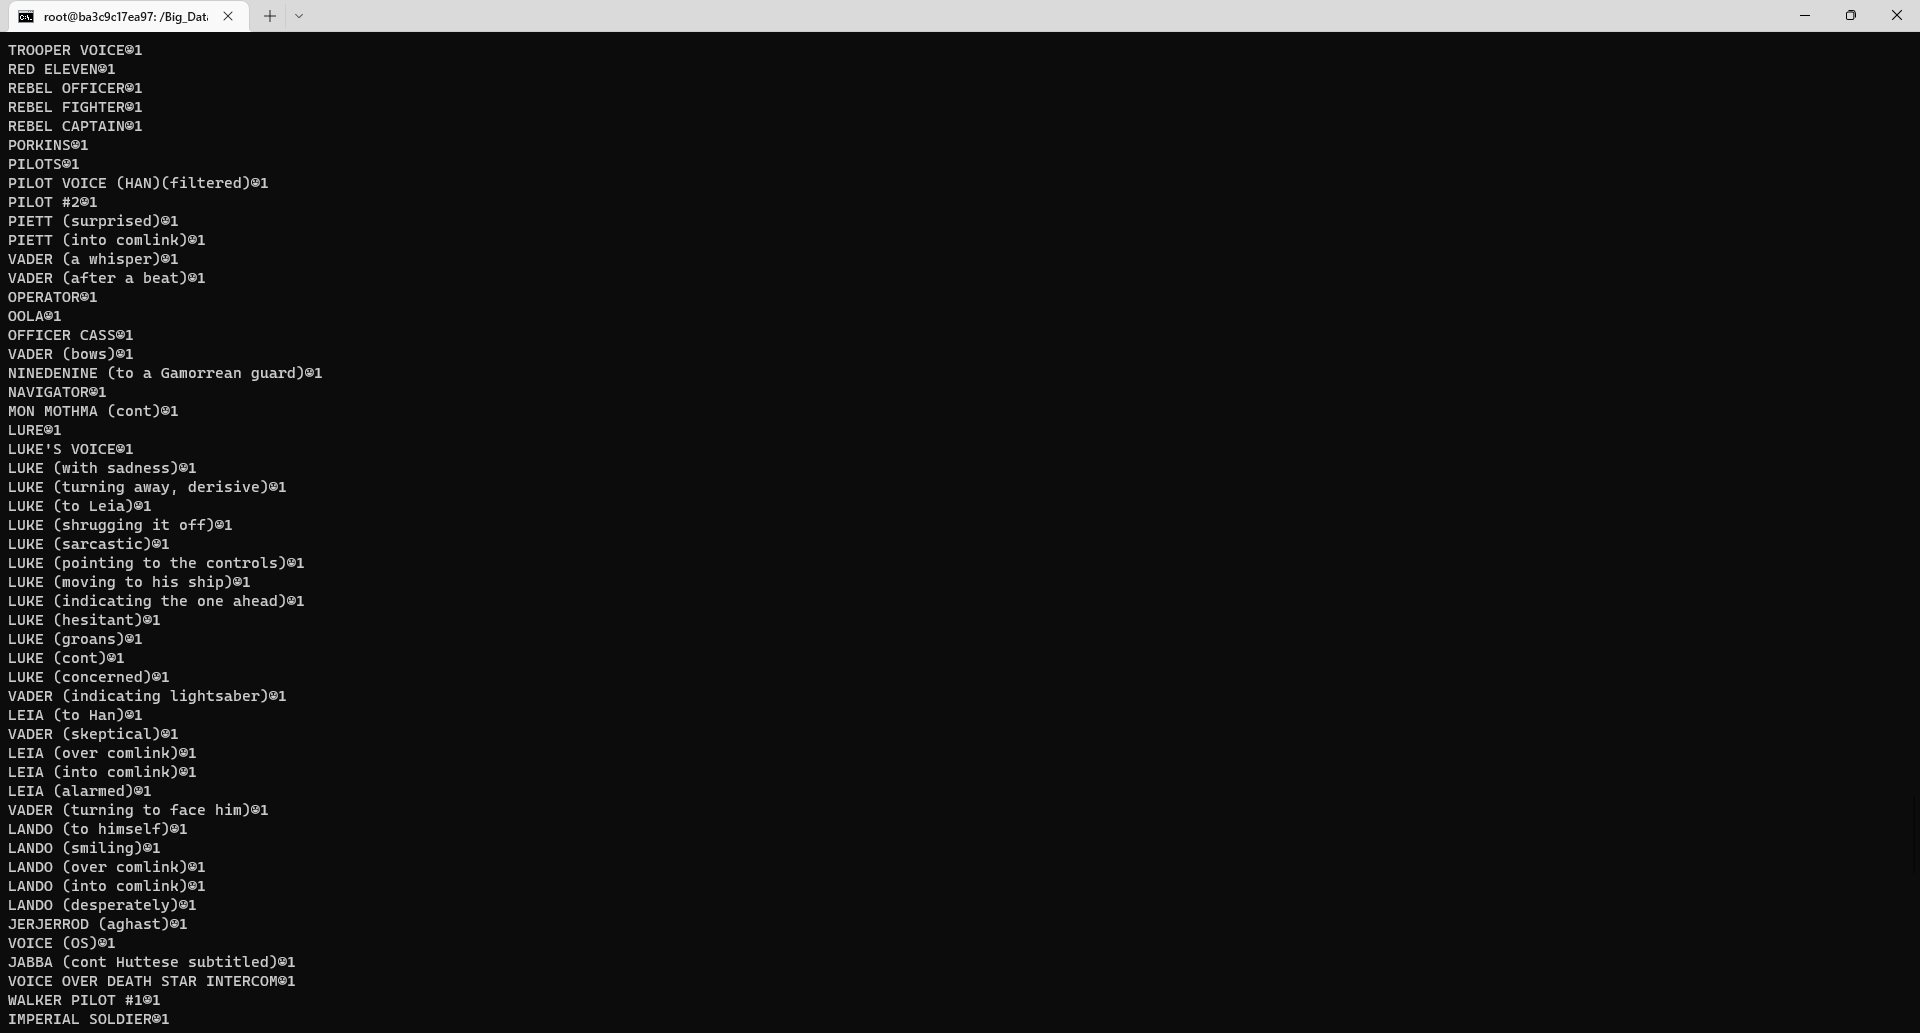 root@ba3c9c17ea97: /Big_Dat
TROOPER VOICE☺1
RED ELEVEN☺1
REBEL OFFICER☺1
REBEL FIGHTER☺1
REBEL CAPTAIN☺1
PORKINS☺1
PILOTS☺1
PILOT VOICE (HAN)(filtered)☺1
PILOT #2☺1
PIETT (surprised)☺1
PIETT (into comlink)☺1
VADER (a whisper)☺1
VADER (after a beat)☺1
OPERATOR☺1
OOLA☺1
OFFICER CASS☺1
VADER (bows)☺1
NINEDENINE (to a Gamorrean guard)☺1
NAVIGATOR☺1
MON MOTHMA (cont)☺1
LURE☺1
LUKE'S VOICE☺1
LUKE (with sadness)☺1
LUKE (turning away, derisive)☺1
LUKE (to Leia)☺1
LUKE (shrugging it off)☺1
LUKE (sarcastic)☺1
LUKE (pointing to the controls)☺1
LUKE (moving to his ship)☺1
LUKE (indicating the one ahead)☺1
LUKE (hesitant)☺1
LUKE (groans)☺1
LUKE (cont)☺1
LUKE (concerned)☺1
VADER (indicating lightsaber)☺1
LEIA (to Han)☺1
VADER (skeptical)☺1
LEIA (over comlink)☺1
LEIA (into comlink)☺1
LEIA (alarmed)☺1
VADER (turning to face him)☺1
LANDO (to himself)☺1
LANDO (smiling)☺1
LANDO (over comlink)☺1
LANDO (into comlink)☺1
LANDO (desperately)☺1
JERJERROD (aghast)☺1
VOICE (OS)☺1
JABBA (cont Huttese subtitled)☺1
VOICE OVER DEATH STAR INTERCOM☺1
WALKER PILOT #1☺1
IMPERIAL SOLDIER☺1